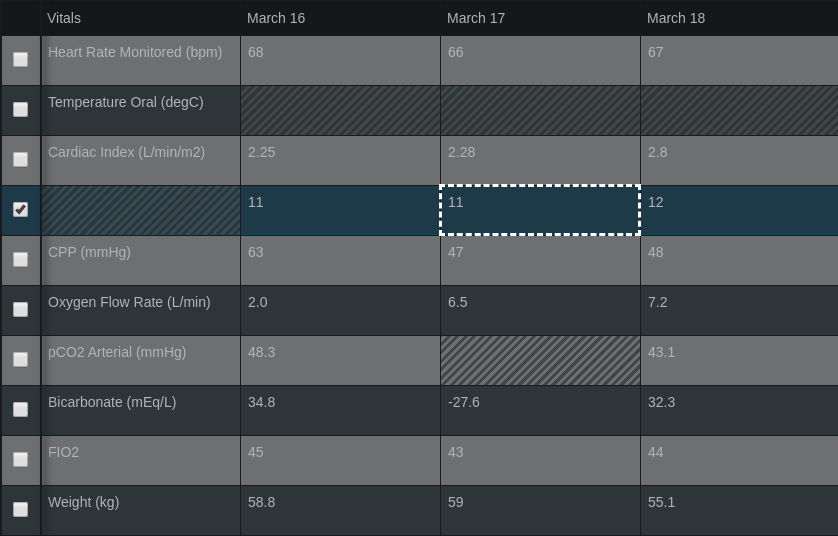 Vitals March 16 March 17 March 18
Heart Rate Monitored (bpm) 68 66 67
Temperature Oral (degC)
Cardiac Index (L/min/m2) 2.25 2.28 2.8
11 11 12
CPP (mmHg) 63 47 48
Oxygen Flow Rate (L/min) 2.0 6.5 7.2
pCO2 Arterial (mmHg) 48.3 43.1
Bicarbonate (mEq/L) 34.8 -27.6 32.3
FIO2 45 43 44
Weight (kg) 58.8 59 55.1